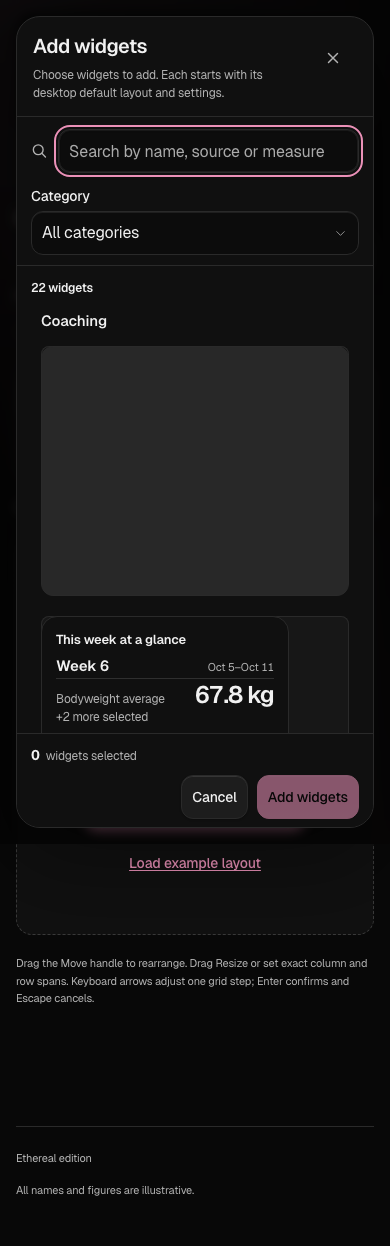 Add widgets
Choose widgets to add. Each starts with its
desktop default layout and settings.
Search by name, source or measure
Category
All categories
22 widgets
Coaching
This week at a glance
Week 6
Oct 5–Oct 11
Bodyweight average
67.8 kg
+2 more selected
0 widgets selected
Cancel
Add widgets
Load example layout
Drag the Move handle to rearrange. Drag Resize or set exact column and
row spans. Keyboard arrows adjust one grid step; Enter confirms and
Escape cancels.
Ethereal edition
All names and figures are illustrative.